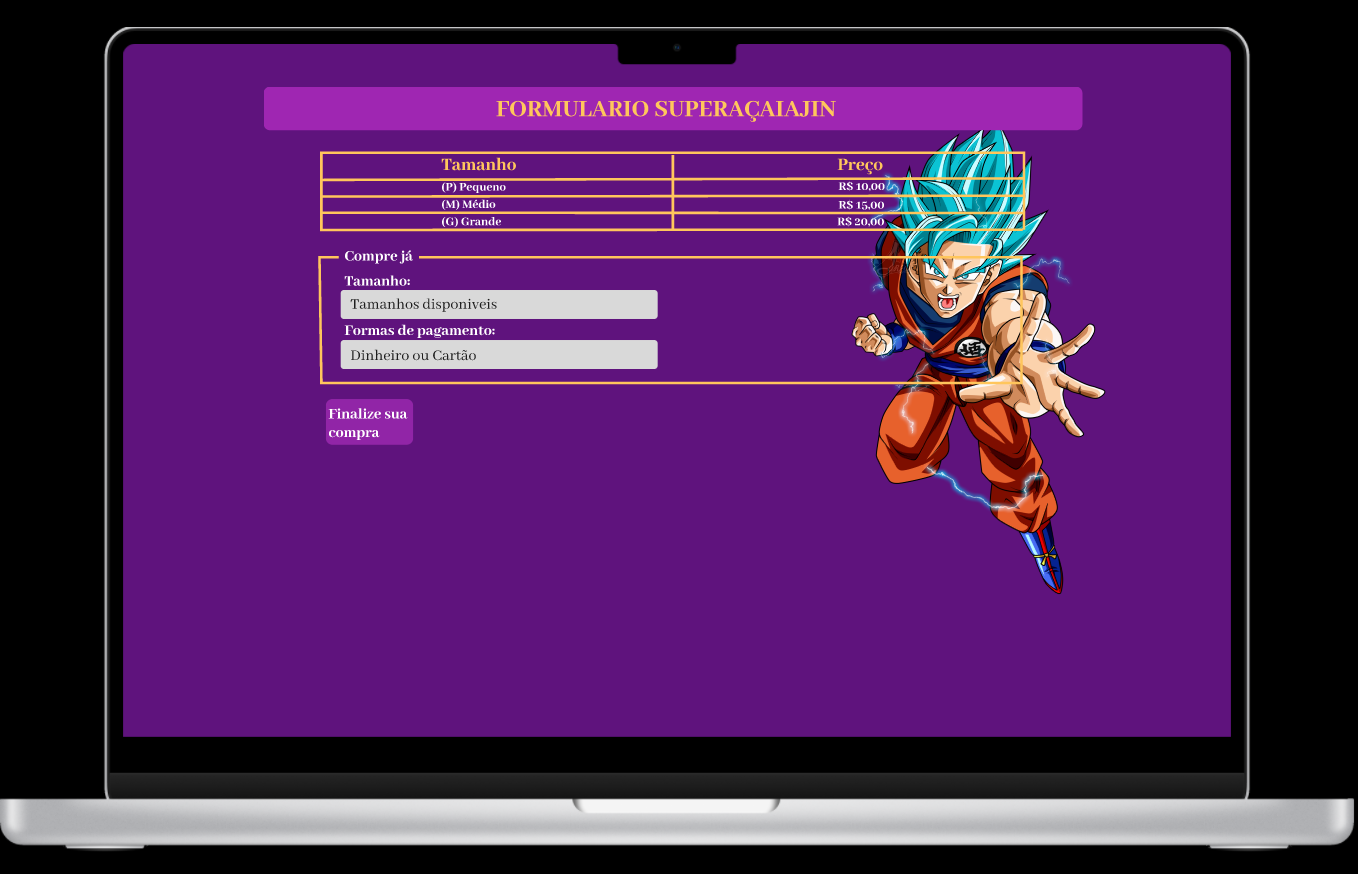 FORMULARIO SUPERAÇAIAJIN
Tamanho Preço
(P) Pequeno R$ 10,00
(M) Médio R$ 15,00
(G) Grande R$ 20,00
Compre já
Tamanho:
Tamanhos disponiveis
Formas de pagamento:
Dinheiro ou Cartão
悟
Finalize sua
compra